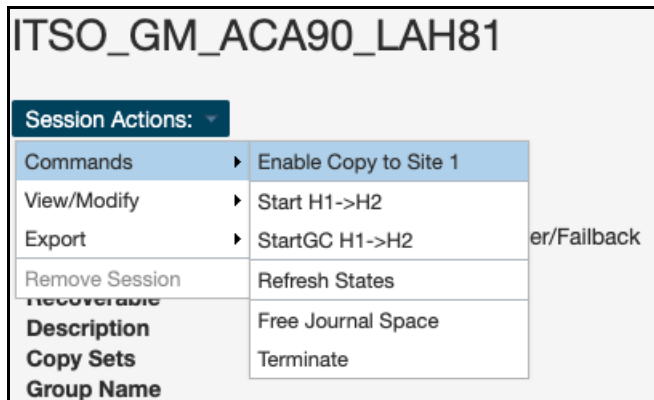 ITSO_GM_ACA90_LAH81
Session Actions:
Commands
View/Modify
Export
Remove Session
Enable Copy to Site 1
Start H1->H2
StartGC H1->H2
Refresh States
Free Journal Space
Terminate
er/Failback
Recoverable
Description
Copy Sets
Group Name